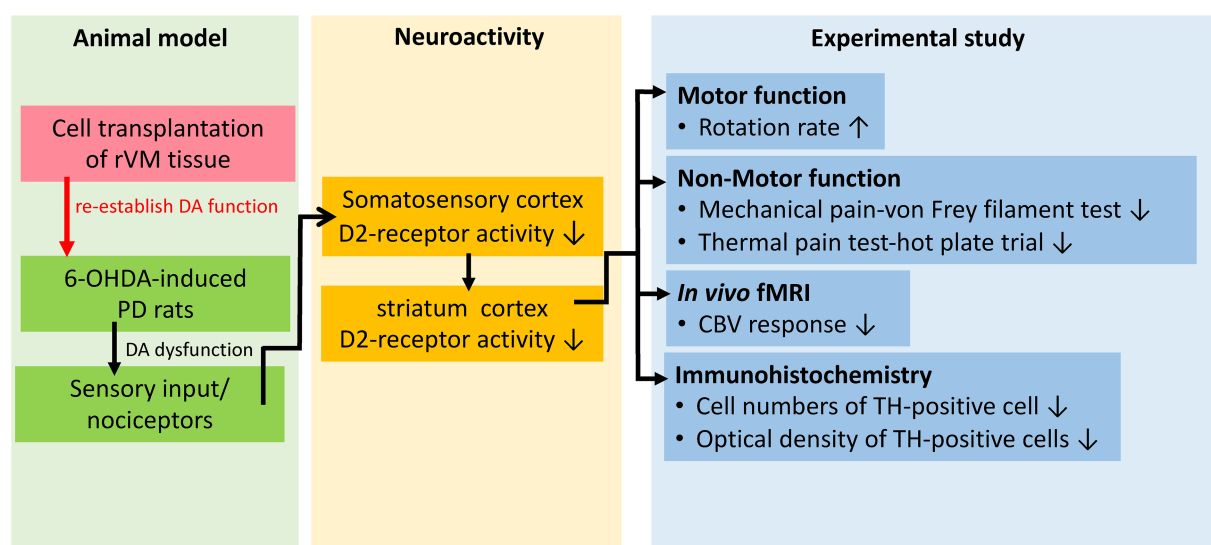 Animal model
Cell transplantation
of rVM tissue
re-establish DA function
6-OHDA-induced
PD rats
DA dysfunction
Sensory input/
nociceptors
Neuroactivity
Somatosensory cortex
D2-receptor activity ↓
striatum cortex
D2-receptor activity ↓
Experimental study
Motor function
• Rotation rate ↑
Non-Motor function
• Mechanical pain-von Frey filament test ↓
• Thermal pain test-hot plate trial ↓
In vivo fMRI
• CBV response ↓
Immunohistochemistry
• Cell numbers of TH-positive cell ↓
• Optical density of TH-positive cells ↓